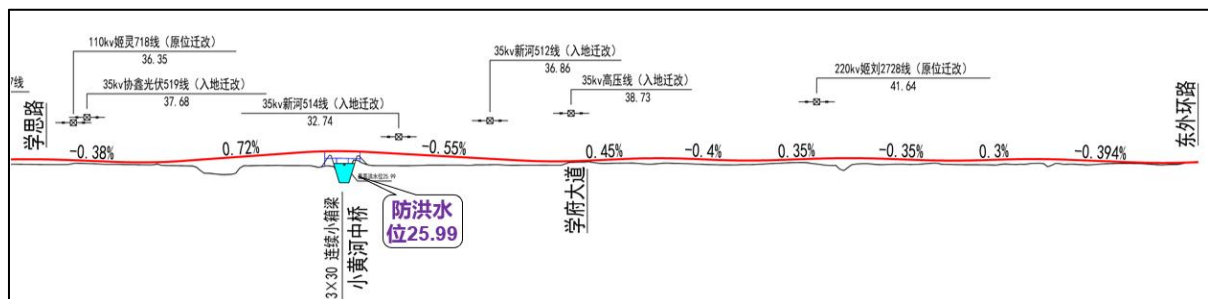 110kv姬灵718线（原位迁改）
36.35
35kv新河512线（入地迁改）
36.86
220kv姬刘2728线（原位迁改）
41.64
7线
35kv协鑫光伏519线（入地迁改）
37.68
35kv高压线（入地迁改）
38.73
35kv新河514线（入地迁改）
32.74
学思路
东外环路
-0.38%
0.72%
-0.55%
0.45%
-0.4%
0.35%
-0.35%
0.3%
-0.394%
3×30 连续小箱梁
小黄河中桥
防洪水
位25.99
学府大道